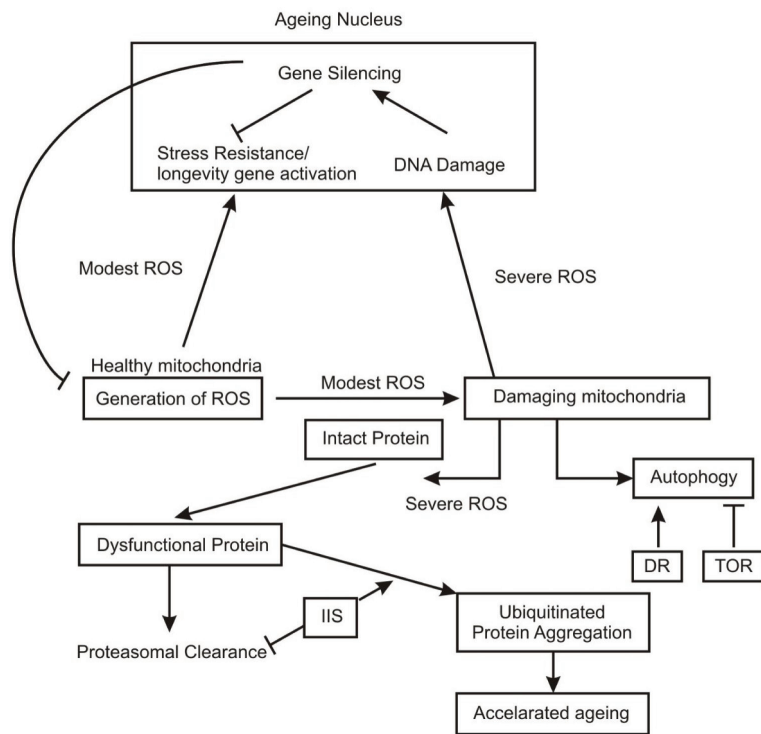 Ageing Nucleus
Gene Silencing
Stress Resistance/
longevity gene activation
DNA Damage
Modest ROS
Severe ROS
Healthy mitochondria
Generation of ROS
Modest ROS
Damaging mitochondria
Intact Protein
Severe ROS
Autophogy
Dysfunctional Protein
DR
TOR
IIS
Ubiquitinated
Protein Aggregation
Proteasomal Clearance
Accelarated ageing